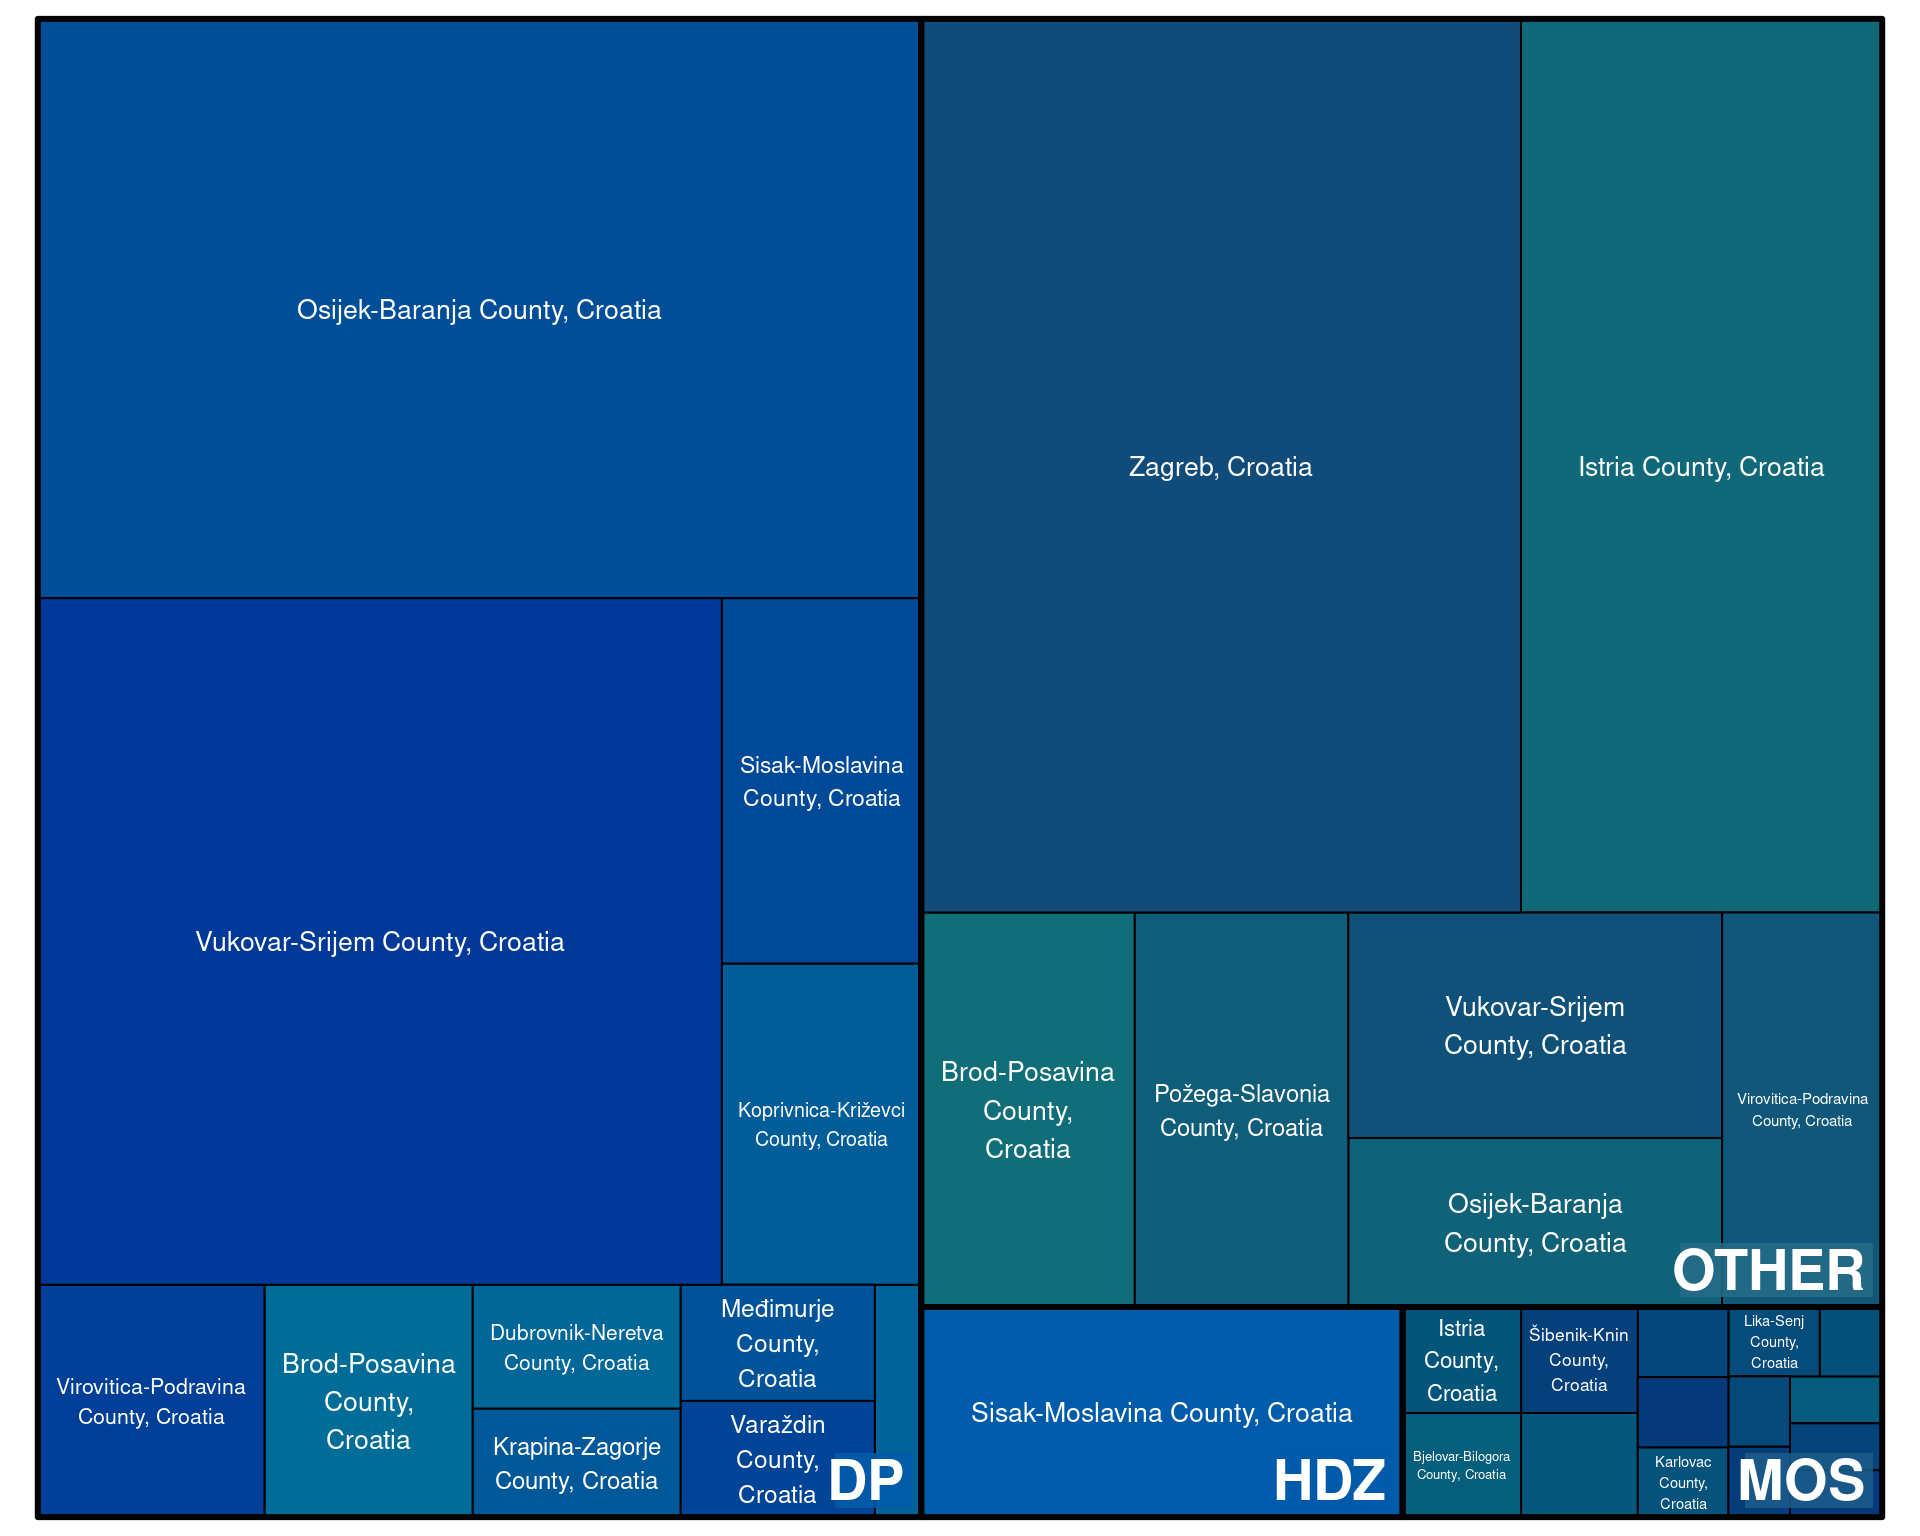 Osijek-Baranja County, Croatia
Vukovar-Srijem County, Croatia
Sisak-Moslavina
County, Croatia
Koprivnica-Križevci
County, Croatia
Virovitica-Podravina
County, Croatia
Brod-Posavina
County,
Croatia
Dubrovnik-Neretva
County, Croatia
Krapina-Zagorje
County, Croatia
Međimurje
County,
Croatia
Varaždin
County,
Croatia
DP
Zagreb, Croatia
Istria County, Croatia
Brod-Posavina
County,
Croatia
Požega-Slavonia
County, Croatia
Vukovar-Srijem
County, Croatia
Osijek-Baranja
County, Croatia
Virovitica-Podravina
County, Croatia
OTHER
Sisak-Moslavina County, Croatia
HDZ
Istria
County,
Croatia
Bjelovar-Bilogora
County, Croatia
Šibenik-Knin
County,
Croatia
Karlovac
County,
Croatia
Lika-Senj
County,
Croatia
MOS